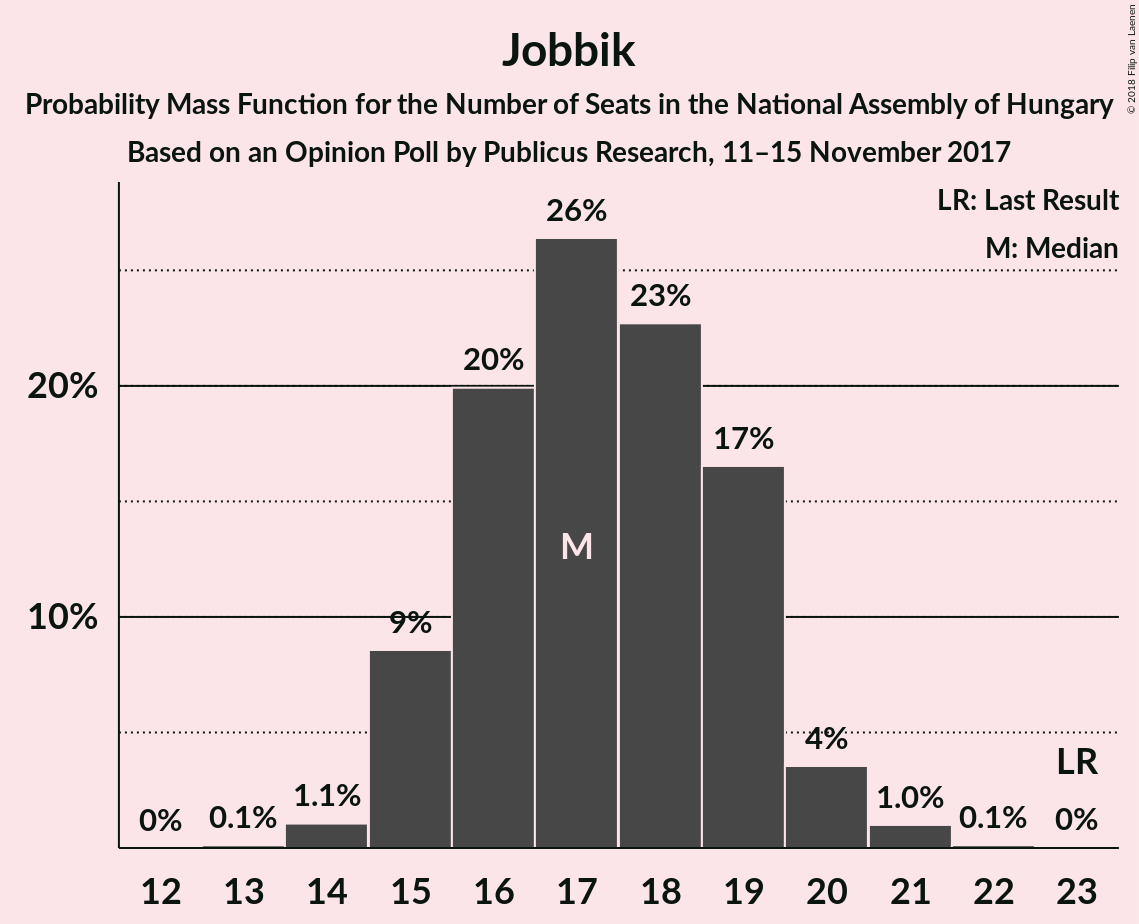 Jobbik
Probability Mass Function for the Number of Seats in the National Assembly of Hungary
Based on an Opinion Poll by Publicus Research, 11–15 November 2017
© 2018 Filip van Laenen
LR: Last Result
M: Median
26%
23%
20%
20%
17%
M
10%
9%
4%
LR
1.1%
1.0%
0%
0.1%
0.1%
0%
12 13 14 15 16 17 18 19 20 21 22 23